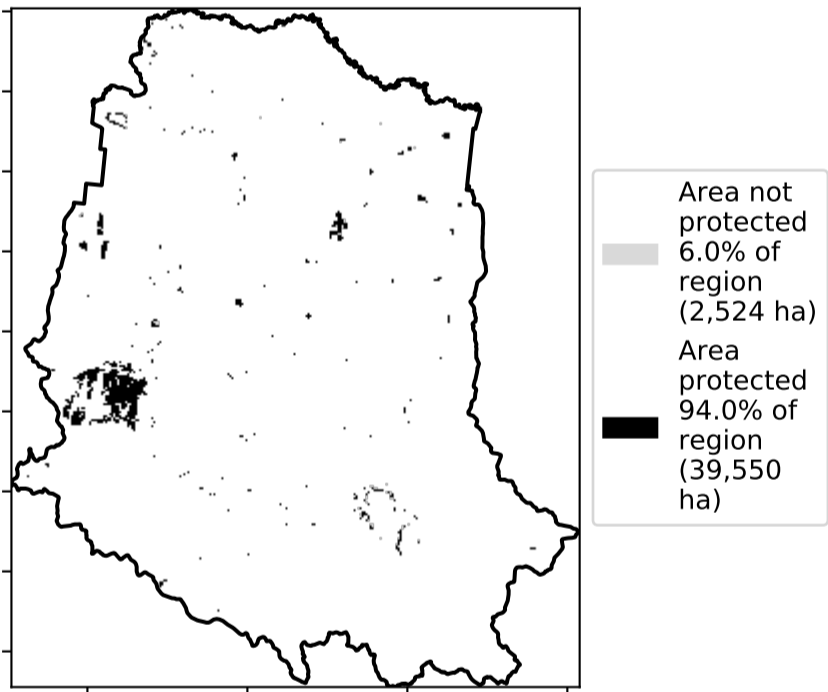 Area not
protected
6.0% of
region
(2,524 ha)
Area
protected
94.0% of
region
(39,550
ha)